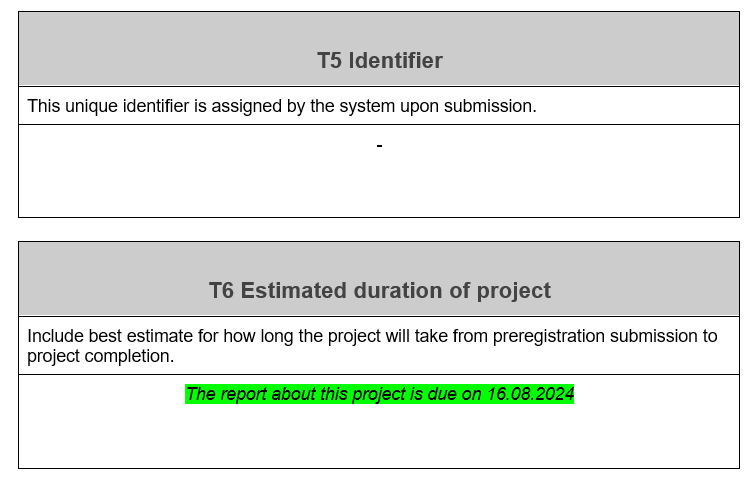 T5 Identifier
This unique identifier is assigned by the system upon submission.
-
T6 Estimated duration of project
Include best estimate for how long the project will take from preregistration submission to
project completion.
The report about this project is due on 16.08.2024